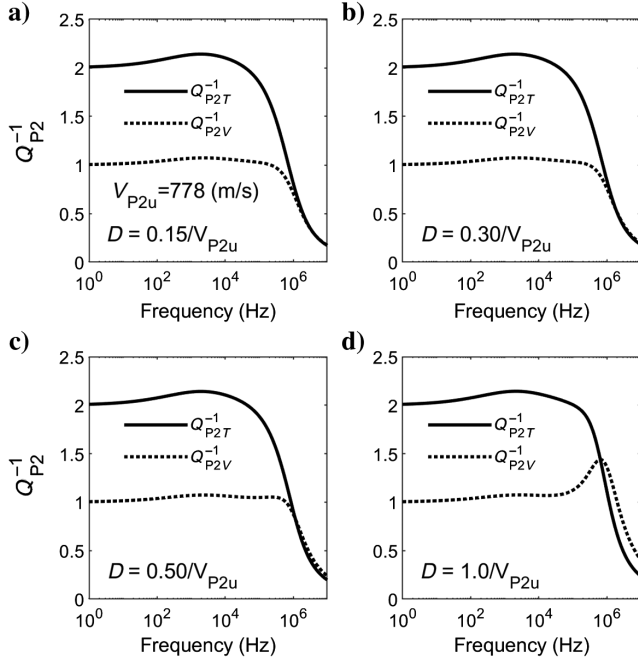 a)
2.5
2
1.5
1
0.5
0
Q⁻¹P2
Q⁻¹P2T
Q⁻¹P2V
VP2u=778 (m/s)
D = 0.15/VP2u
10⁰ 10² 10⁴ 10⁶
Frequency (Hz)
b)
2.5
2
1.5
1
0.5
0
Q⁻¹P2T
Q⁻¹P2V
D = 0.30/VP2u
10⁰ 10² 10⁴ 10⁶
Frequency (Hz)
c)
2.5
2
1.5
1
0.5
0
Q⁻¹P2
Q⁻¹P2T
Q⁻¹P2V
D = 0.50/VP2u
10⁰ 10² 10⁴ 10⁶
Frequency (Hz)
d)
2.5
2
1.5
1
0.5
0
Q⁻¹P2T
Q⁻¹P2V
D = 1.0/VP2u
10⁰ 10² 10⁴ 10⁶
Frequency (Hz)